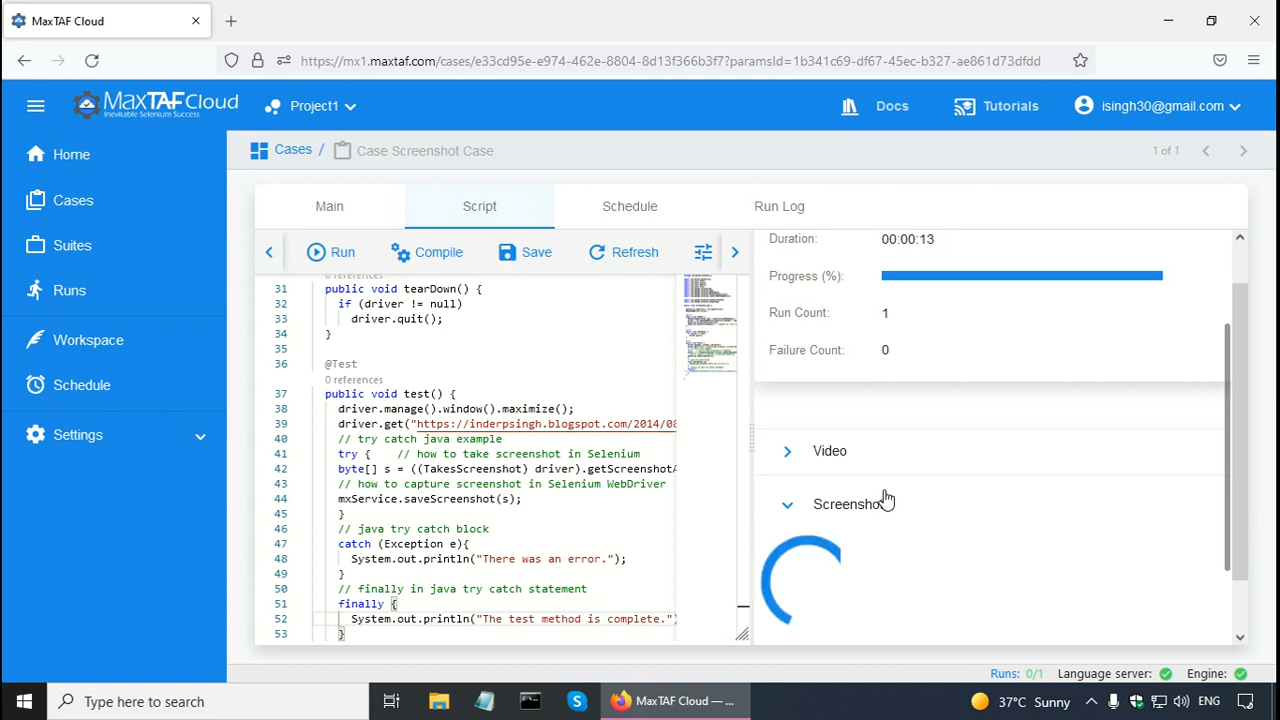 MaxTAF Cloud
https://mx1.maxtaf.com/cases/e33cd95e-e974-462e-8804-8d13f366b3f7?paramsId=1b341c69-df67-45ec-b327-ae861d73dfdd
MaxTAFCloud
Inevitable Selenium Success
Project1
Docs
Tutorials
isingh30@gmail.com
Home
Cases
Suites
Runs
Workspace
Schedule
Settings
Cases / Case Screenshot Case
1 of 1
Main
Script
Schedule
Run Log
Run
Compile
Save
Refresh
0 references
31 public void tearDown() {
32 if (driver != null)
33 driver.quit();
34 }
35
36 @Test
0 references
37 public void test() {
38 driver.manage().window().maximize();
39 driver.get("https://inderpsingh.blogspot.com/2014/08
40 // try catch java example
41 try { // how to take screenshot in Selenium
42 byte[] s = ((TakesScreenshot) driver).getScreenshotA
43 // how to capture screenshot in Selenium WebDriver
44 mxService.saveScreenshot(s);
45 }
46 // java try catch block
47 catch (Exception e){
48 System.out.println("There was an error.");
49 }
50 // finally in java try catch statement
51 finally {
52 System.out.println("The test method is complete.")
53 }
Duration: 00:00:13
Progress (%):
Run Count: 1
Failure Count: 0
Video
Screensho
Runs: 0/1 Language server: Engine:
Type here to search
MaxTAF Cloud — ...
37°C Sunny
ENG